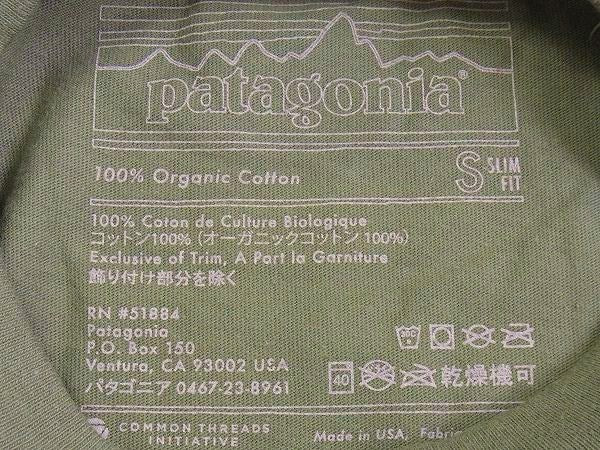 patagonia®
100% Organic Cotton
S SLIM FIT
100% Coton de Culture Biologique
コットン100% (オーガニックコットン 100%)
Exclusive of Trim, A Part la Garniture
飾り付け部分を除く
RN #51884
Patagonia
P.O. Box 150
Ventura, CA 93002 USA
パタゴニア 0467-23-8961
30C
40
乾燥機可
COMMON THREADS
INITIATIVE
Made in USA, Fabric